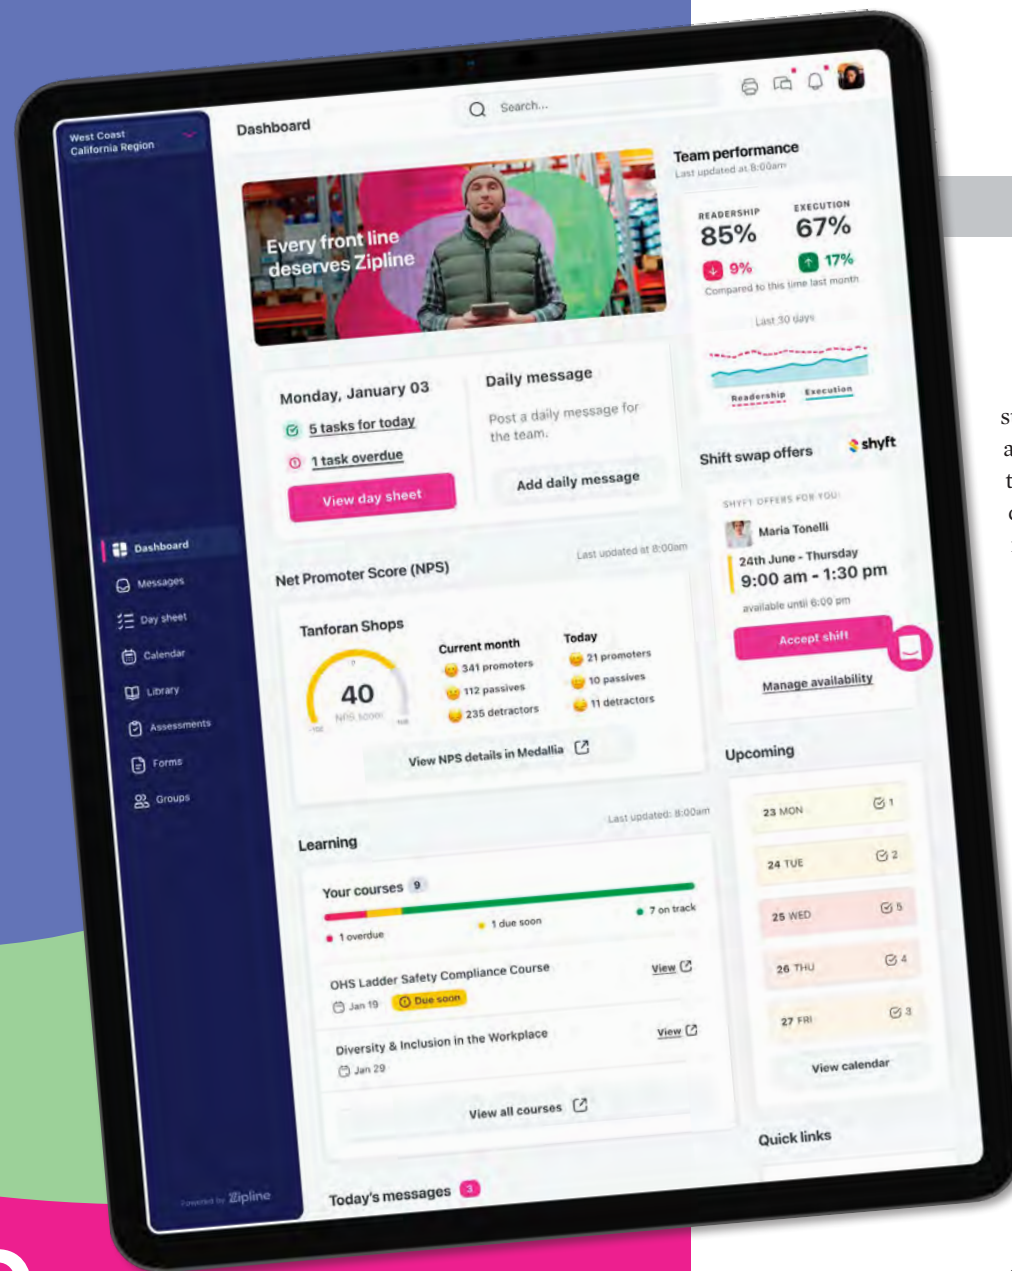 West Coast
California Region
Dashboard
Search...
Every front line
deserves Zipline
Team performance
Last updated at 8:00am
READERSHIP
85%
9%
EXECUTION
67%
17%
Compared to this time last month
Last 30 days
Readership Execution
Monday, January 03
5 tasks for today
1 task overdue
View day sheet
Daily message
Post a daily message for
the team.
Add daily message
Shift swap offers
shyft
SHYFT OFFERS FOR YOU:
Maria Tonelli
24th June - Thursday
9:00 am - 1:30 pm
available until 6:00 pm
Accept shift
Manage availability
Dashboard
Messages
Day sheet
Calendar
Library
Assessments
Forms
Groups
Net Promoter Score (NPS)
Last updated at 8:00am
Tanforan Shops
0
40
NPS score
-100
100
Current month
341 promoters
112 passives
235 detractors
Today
21 promoters
10 passives
11 detractors
View NPS details in Medallia
Upcoming
23 MON 1
24 TUE 2
25 WED 5
26 THU 4
27 FRI 3
View calendar
Learning
Last updated: 8:00am
Your courses 9
1 overdue
1 due soon
7 on track
OHS Ladder Safety Compliance Course
Jan 19
Due soon
View
Diversity & Inclusion in the Workplace
Jan 29
View
View all courses
Quick links
Today's messages 3
Powered by Zipline